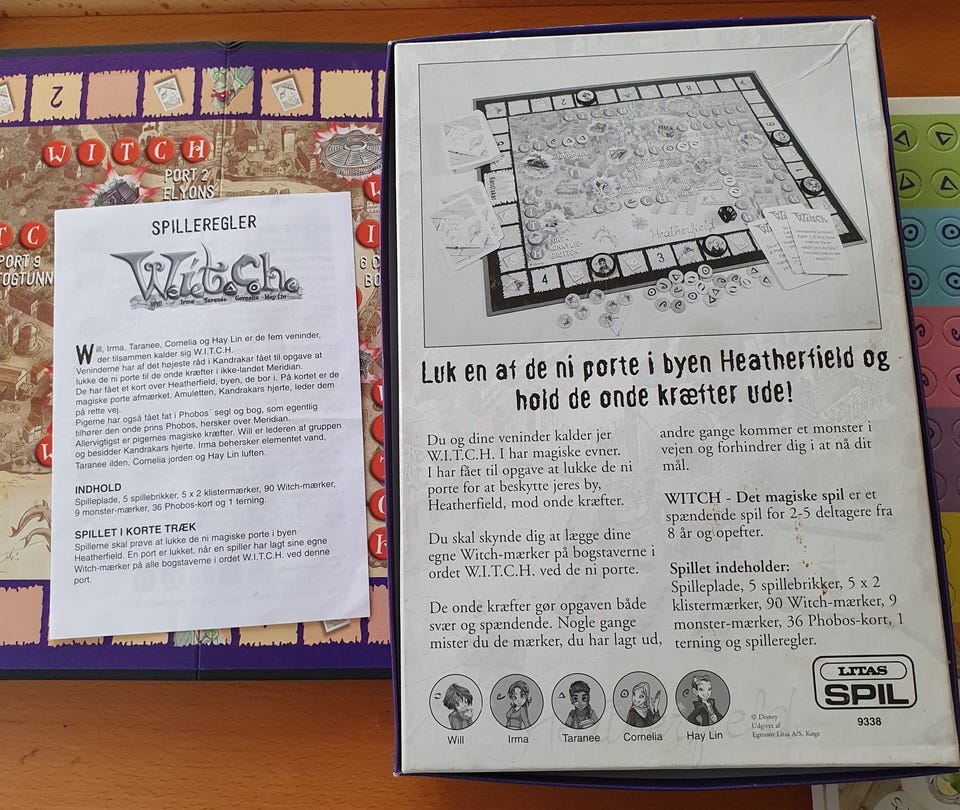 2
W I T C H
PORT 2
ELYONS
T C
PORT 9
TOGTUNN
SPILLEREGLER
W.i.t.c.h.
Will Irma Taranee Cornelia Hay Lin
Will, Irma, Taranee, Cornelia og Hay Lin er de fem veninder,
der tilsammen kalder sig W.I.T.C.H.
Veninderne har af det højeste råd i Kandrakar fået til opgave at
lukke de ni porte til de onde kræfter i ikke-landet Meridian.
De har fået et kort over Heatherfield, byen, de bor i. På kortet er de
magiske porte afmærket. Amuletten, Kandrakars hjerte, leder dem
på rette vej.
Pigerne har også fået fat i Phobos´ segl og bog, som egentlig
tilhører den onde prins Phobos, hersker over Meridian.
Allervigtigst er pigernes magiske kræfter. Will er lederen af gruppen
og besidder Kandrakars hjerte. Irma behersker elementet vand,
Taranee ilden, Cornelia jorden og Hay Lin luften.
INDHOLD
Spilleplade, 5 spillebrikker, 5 x 2 klistermærker, 90 Witch-mærker,
9 monster-mærker, 36 Phobos-kort og 1 terning.
SPILLET I KORTE TRÆK
Spillerne skal prøve at lukke de ni magiske porte i byen
Heatherfield. En port er lukket, når en spiller har lagt sine egne
Witch-mærker på alle bogstaverne i ordet W.I.T.C.H. ved denne
port.
Heatherfield
4
3
Witch
Luk en af de ni porte i byen Heatherfield og
hold de onde kræfter ude!
Du og dine veninder kalder jer
W.I.T.C.H. I har magiske evner.
I har fået til opgave at lukke de ni
porte for at beskytte jeres by,
Heatherfield, mod onde kræfter.
Du skal skynde dig at lægge dine
egne Witch-mærker på bogstaverne i
ordet W.I.T.C.H. ved de ni porte.
De onde kræfter gør opgaven både
svær og spændende. Nogle gange
mister du de mærker, du har lagt ud,
andre gange kommer et monster i
vejen og forhindrer dig i at nå dit
mål.
WITCH - Det magiske spil er et
spændende spil for 2-5 deltagere fra
8 år og opefter.
Spillet indeholder:
Spilleplade, 5 spillebrikker, 5 x 2
klistermærker, 90 Witch-mærker, 9
monster-mærker, 36 Phobos-kort, 1
terning og spilleregler.
Will
Irma
Taranee
Cornelia
Hay Lin
© Disney
Udgivet af
Egmont Litas A/S, Køge
LITAS
SPIL
9338